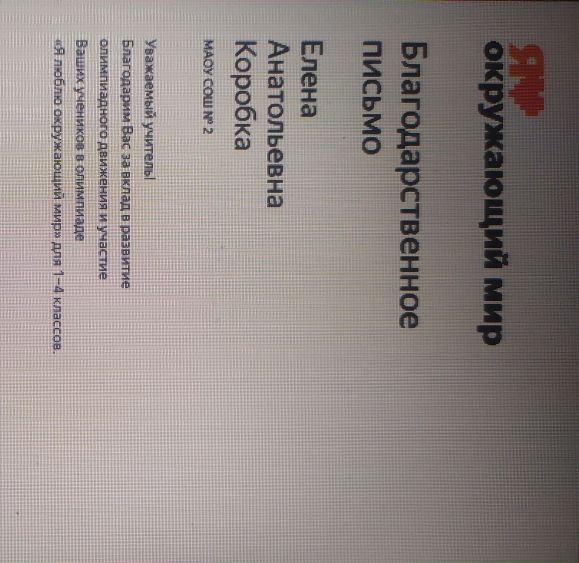 Я
окружающий мир
Благодарственное
письмо
Елена
Анатольевна
Коробка
МАОУ СОШ № 2
Уважаемый учитель!
Благодарим Вас за вклад в развитие
олимпиадного движения и участие
Ваших учеников в олимпиаде
«Я люблю окружающий мир» для 1–4 классов.